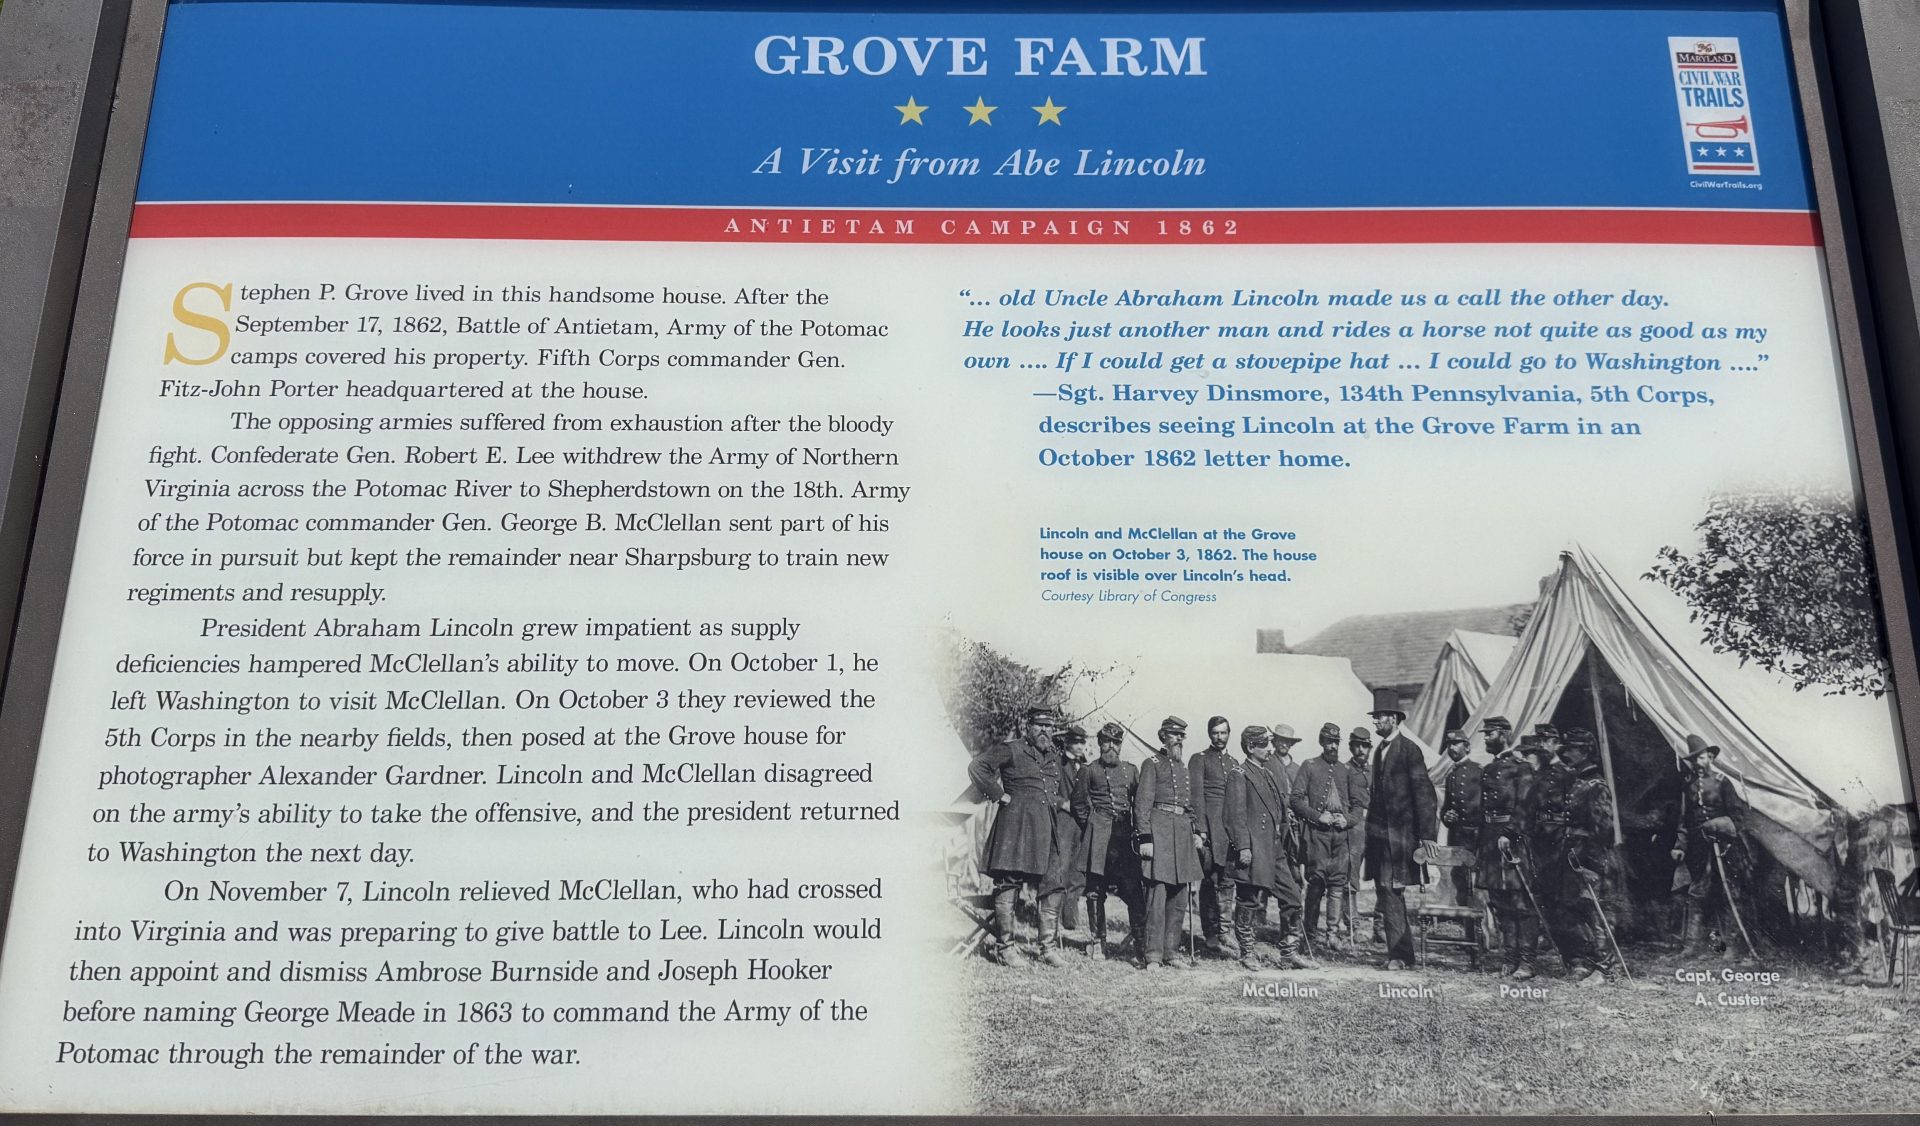 GROVE FARM
A Visit from Abe Lincoln
MARYLAND
CIVIL WAR
TRAILS
CivilWarTrails.org
ANTIETAM CAMPAIGN 1862
Stephen P. Grove lived in this handsome house. After the
September 17, 1862, Battle of Antietam, Army of the Potomac
camps covered his property. Fifth Corps commander Gen.
Fitz-John Porter headquartered at the house.
The opposing armies suffered from exhaustion after the bloody
fight. Confederate Gen. Robert E. Lee withdrew the Army of Northern
Virginia across the Potomac River to Shepherdstown on the 18th. Army
of the Potomac commander Gen. George B. McClellan sent part of his
force in pursuit but kept the remainder near Sharpsburg to train new
regiments and resupply.
President Abraham Lincoln grew impatient as supply
deficiencies hampered McClellan's ability to move. On October 1, he
left Washington to visit McClellan. On October 3 they reviewed the
5th Corps in the nearby fields, then posed at the Grove house for
photographer Alexander Gardner. Lincoln and McClellan disagreed
on the army's ability to take the offensive, and the president returned
to Washington the next day.
On November 7, Lincoln relieved McClellan, who had crossed
into Virginia and was preparing to give battle to Lee. Lincoln would
then appoint and dismiss Ambrose Burnside and Joseph Hooker
before naming George Meade in 1863 to command the Army of the
Potomac through the remainder of the war.
“... old Uncle Abraham Lincoln made us a call the other day.
He looks just another man and rides a horse not quite as good as my
own .... If I could get a stovepipe hat ... I could go to Washington ....”
—Sgt. Harvey Dinsmore, 134th Pennsylvania, 5th Corps,
describes seeing Lincoln at the Grove Farm in an
October 1862 letter home.
Lincoln and McClellan at the Grove
house on October 3, 1862. The house
roof is visible over Lincoln's head.
Courtesy Library of Congress
McClellan
Lincoln
Porter
Capt. George
A. Custer